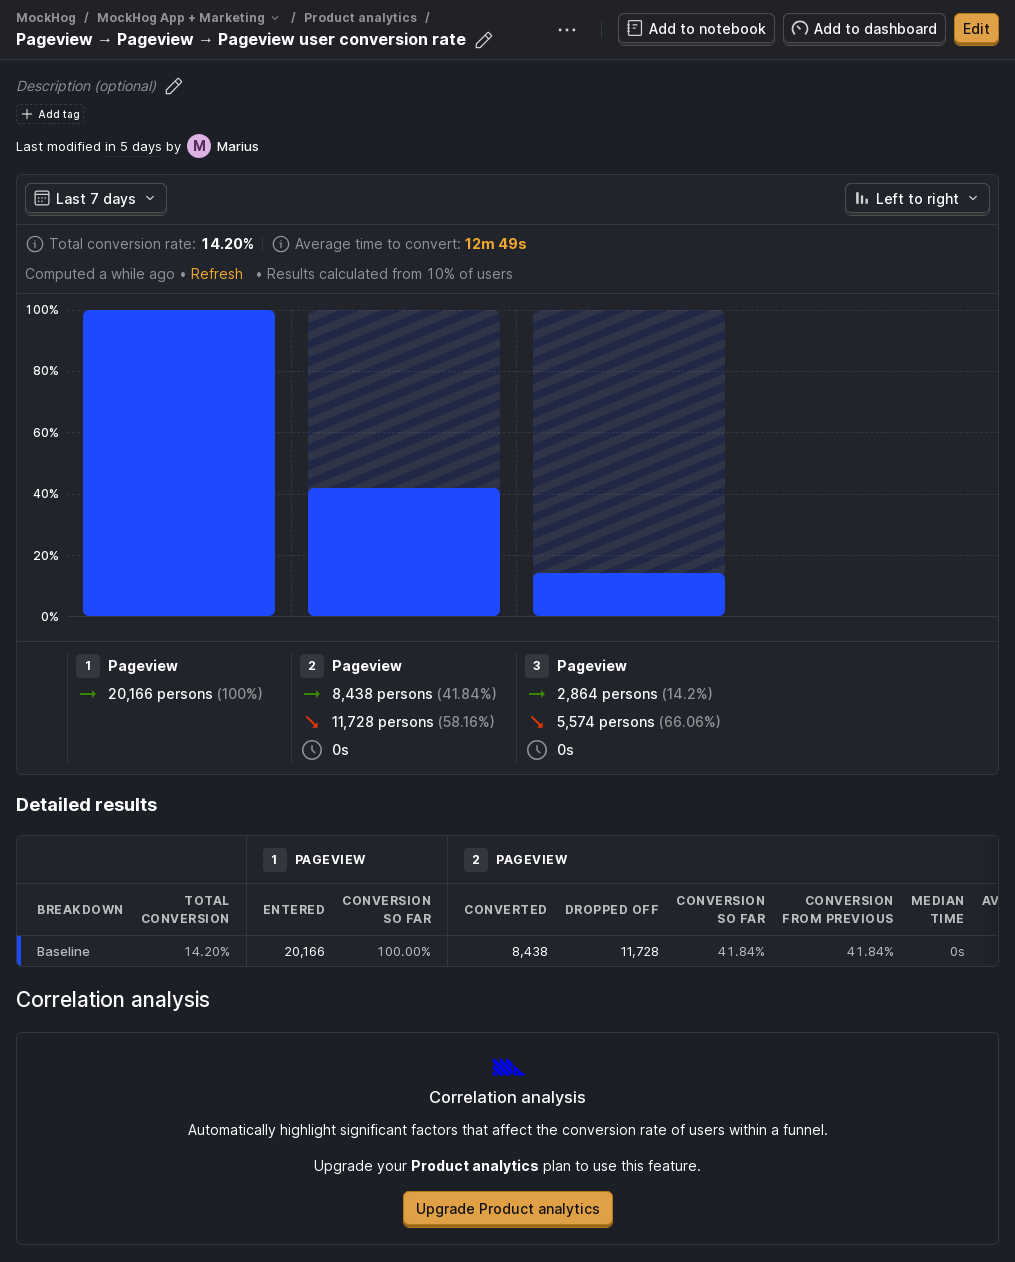 MockHog / MockHog App + Marketing / Product analytics /
Pageview → Pageview → Pageview user conversion rate
Add to notebook
Add to dashboard
Edit
Description (optional)
Add tag
Last modified in 5 days by M Marius
Last 7 days
Left to right
Total conversion rate: 14.20%
Average time to convert: 12m 49s
Computed a while ago • Refresh • Results calculated from 10% of users
100%
80%
60%
40%
20%
0%
1 Pageview
20,166 persons (100%)
2 Pageview
8,438 persons (41.84%)
11,728 persons (58.16%)
0s
3 Pageview
2,864 persons (14.2%)
5,574 persons (66.06%)
0s
Detailed results
1 PAGEVIEW
2 PAGEVIEW
BREAKDOWN
TOTAL
CONVERSION
ENTERED
CONVERSION
SO FAR
CONVERTED
DROPPED OFF
CONVERSION
SO FAR
CONVERSION
FROM PREVIOUS
MEDIAN
TIME
AV
Baseline 14.20% 20,166 100.00% 8,438 11,728 41.84% 41.84% 0s
Correlation analysis
Correlation analysis
Automatically highlight significant factors that affect the conversion rate of users within a funnel.
Upgrade your Product analytics plan to use this feature.
Upgrade Product analytics